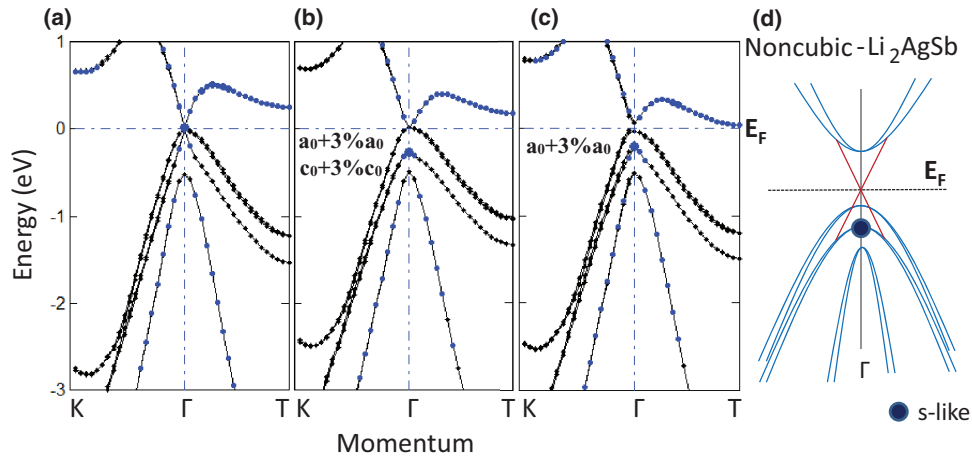 (a)
(b)
(c)
(d)
Noncubic-Li2AgSb
Energy (eV)
1
0
-1
-2
-3
a0+3%a0
c0+3%c0
a0+3%a0
EF
EF
K
Γ
T
K
Γ
T
K
Γ
T
Γ
Momentum
s-like